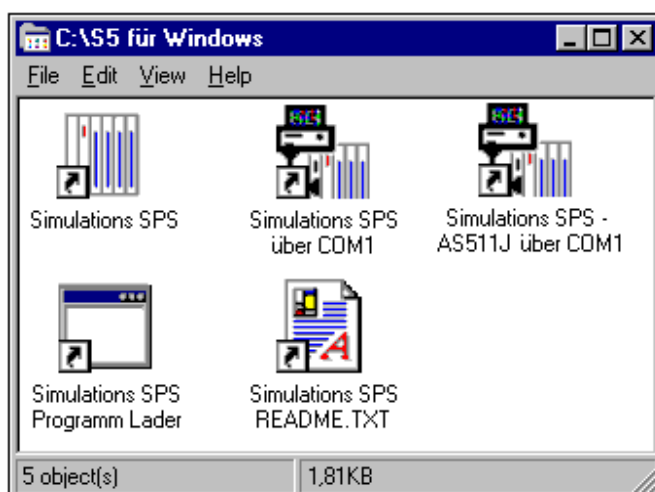 C:\S5 für Windows
File Edit View Help
Simulations SPS
Simulations SPS
über COM1
Simulations SPS -
AS511J über COM1
Simulations SPS
Programm Lader
Simulations SPS
README.TXT
5 object(s)
1,81KB